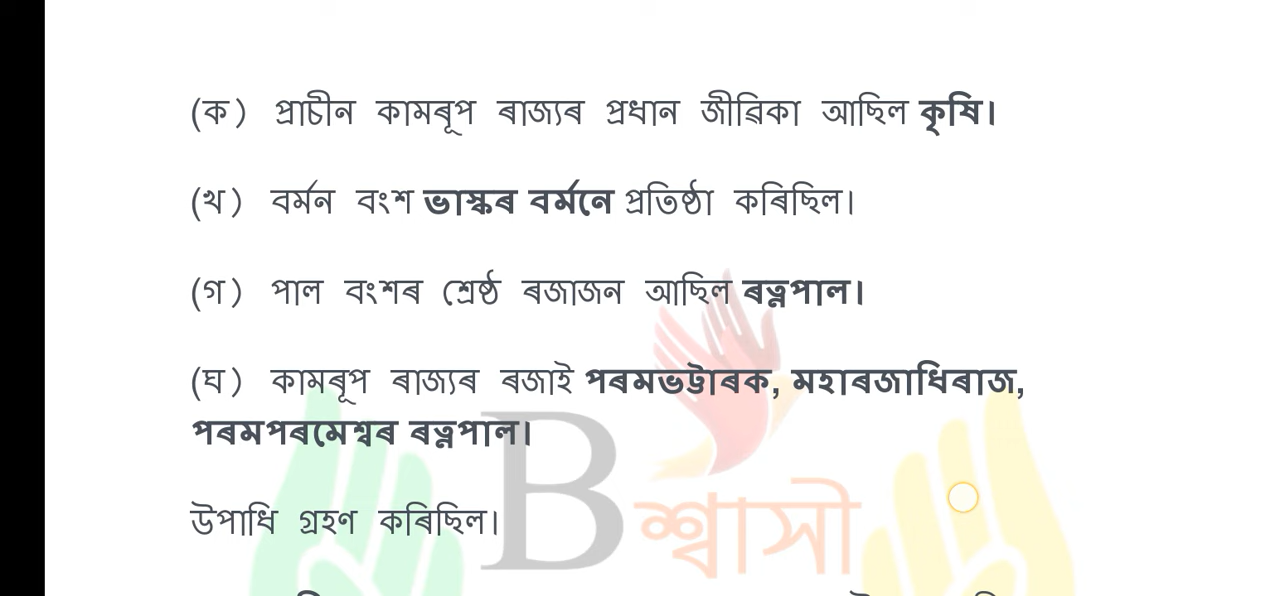 (ক) প্ৰাচীন কামৰূপ ৰাজ্যৰ প্ৰধান জীৱিকা আছিল কৃষি।
(খ) বৰ্মন বংশ ভাস্কৰ বৰ্মনে প্ৰতিষ্ঠা কৰিছিল।
(গ) পাল বংশৰ শ্ৰেষ্ঠ ৰজাজন আছিল ৰত্নপাল।
(ঘ) কামৰূপ ৰাজ্যৰ ৰজাই পৰমভট্টাৰক, মহাৰজাধিৰাজ,
পৰমপৰমেশ্বৰ ৰত্নপাল।
উপাধি গ্ৰহণ কৰিছিল।
Bশ্বাসী